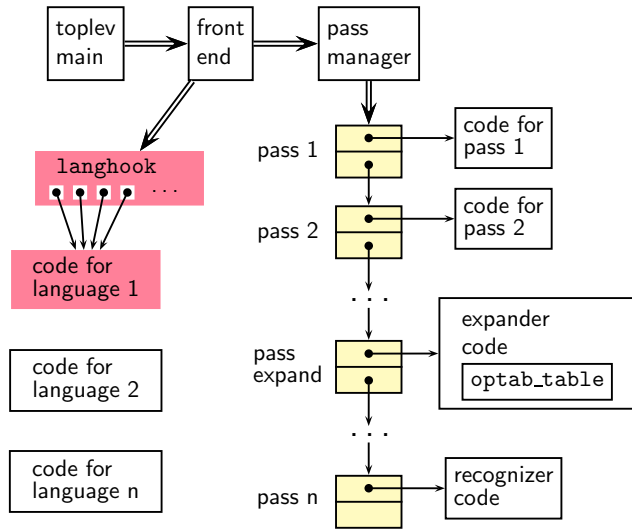 toplev
main
front
end
pass
manager
langhook
. . .
code for
language 1
code for
language 2
code for
language n
pass 1
code for
pass 1
pass 2
code for
pass 2
. . .
pass
expand
expander
code
optab_table
. . .
pass n
recognizer
code